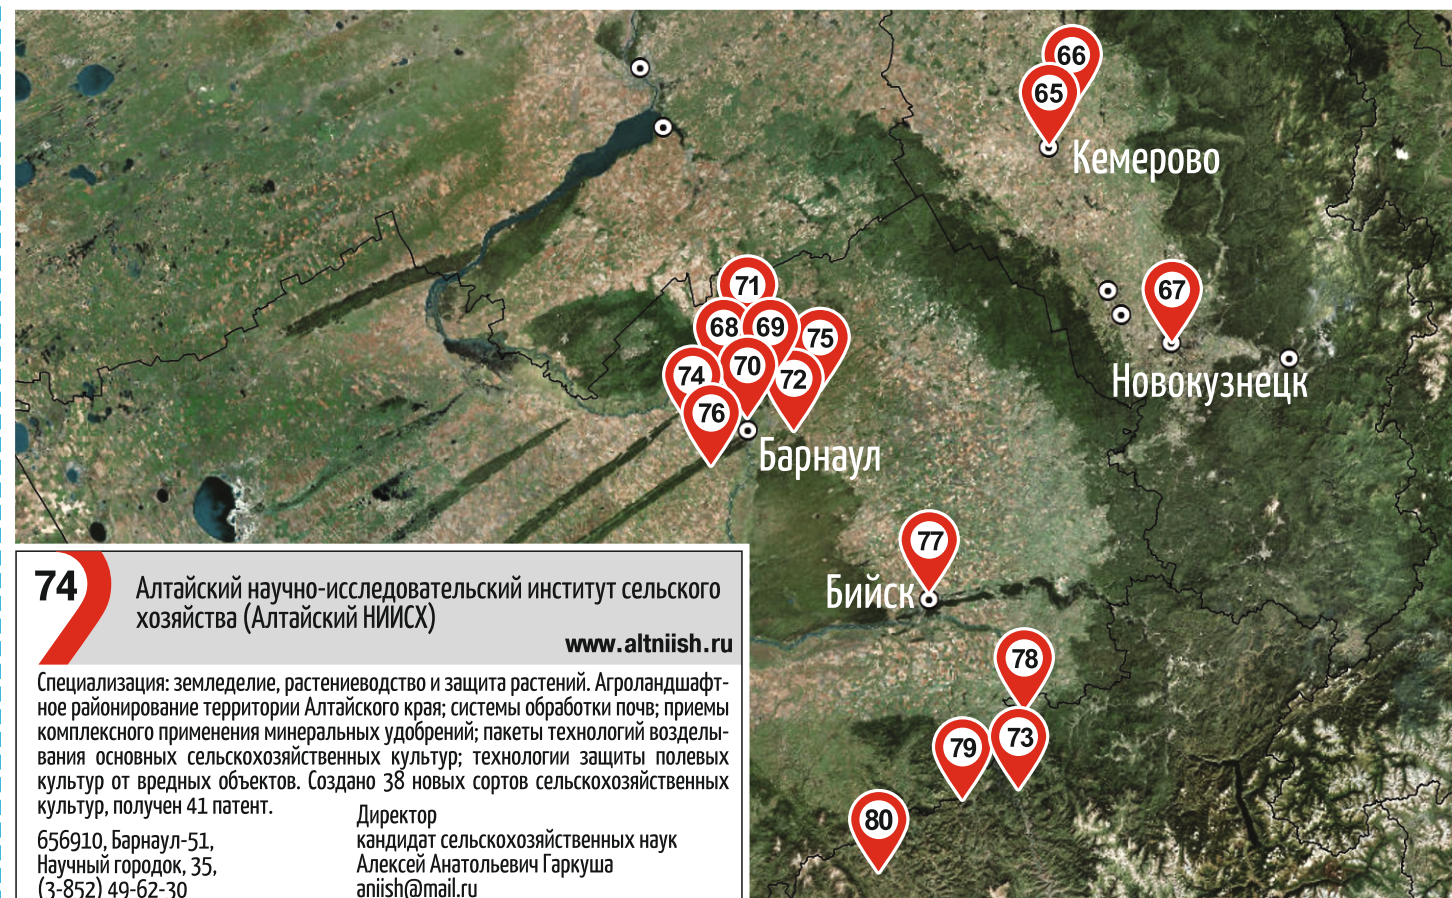 66
65
Кемерово
71
67
68
69
75
74
70
72
Новокузнецк
76
Барнаул
77
Бийск
78
79
73
80
74
Алтайский научно-исследовательский институт сельского
хозяйства (Алтайский НИИСХ)
www.altniish.ru
Специализация: земледелие, растениеводство и защита растений. Агроландшафт-
ное районирование территории Алтайского края; системы обработки почв; приемы
комплексного применения минеральных удобрений; пакеты технологий возделы-
вания основных сельскохозяйственных культур; технологии защиты полевых
культур от вредных объектов. Создано 38 новых сортов сельскохозяйственных
культур, получен 41 патент.
656910, Барнаул-51,
Научный городок, 35,
(3-852) 49-62-30
Директор
кандидат сельскохозяйственных наук
Алексей Анатольевич Гаркуша
aniish@mail.ru